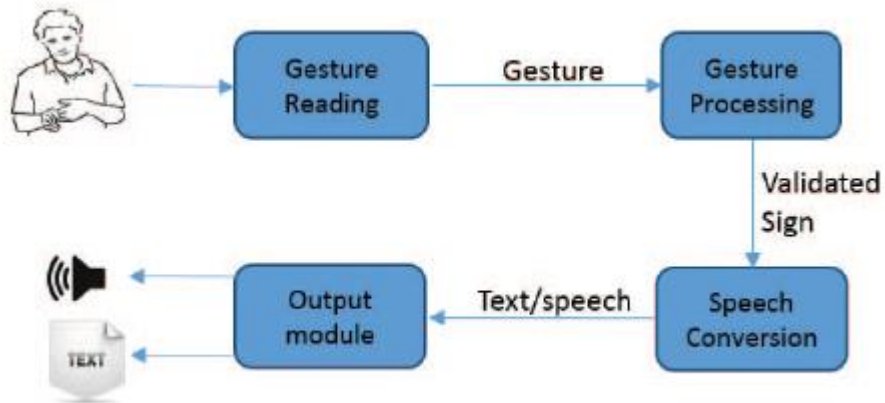 Gesture
Reading
Gesture
Gesture
Processing
Validated
Sign
Speech
Conversion
Text/speech
Output
module
TEXT